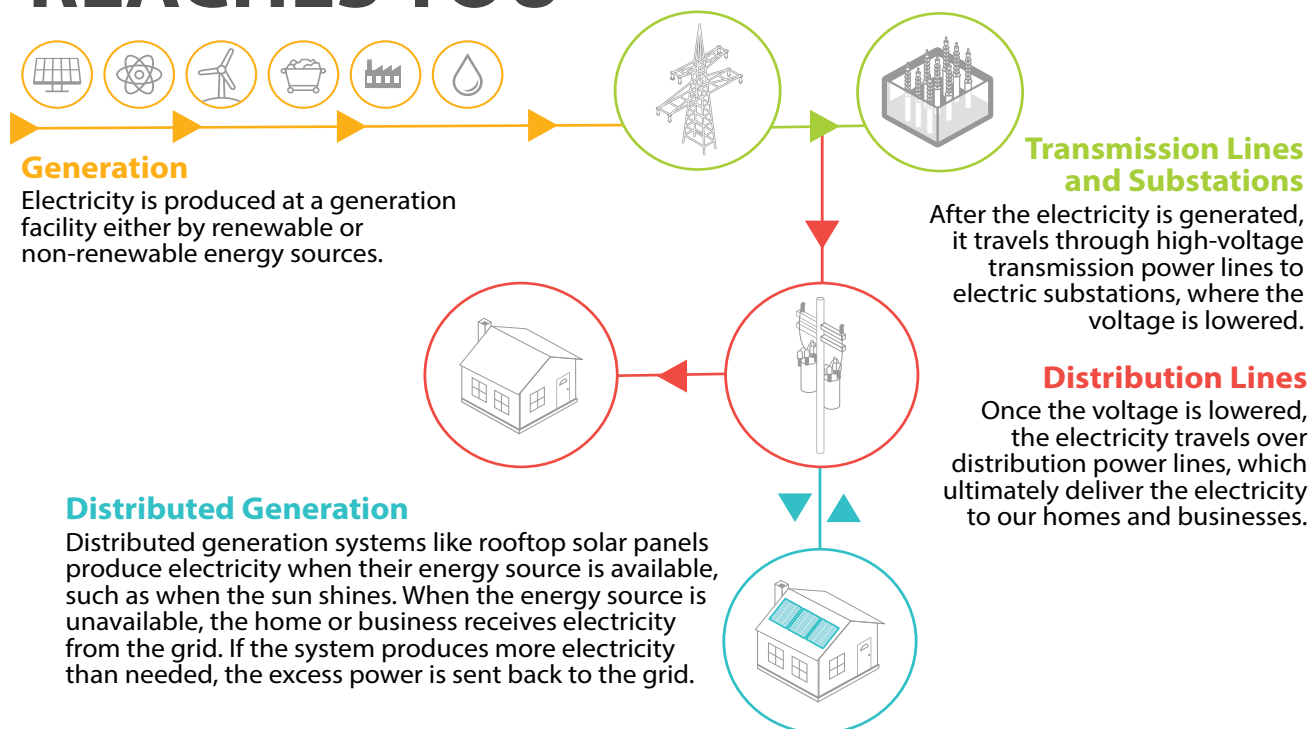 REACHES YOU
Generation
Electricity is produced at a generation
facility either by renewable or
non-renewable energy sources.
Transmission Lines
and Substations
After the electricity is generated,
it travels through high-voltage
transmission power lines to
electric substations, where the
voltage is lowered.
Distribution Lines
Once the voltage is lowered,
the electricity travels over
distribution power lines, which
ultimately deliver the electricity
to our homes and businesses.
Distributed Generation
Distributed generation systems like rooftop solar panels
produce electricity when their energy source is available,
such as when the sun shines. When the energy source is
unavailable, the home or business receives electricity
from the grid. If the system produces more electricity
than needed, the excess power is sent back to the grid.